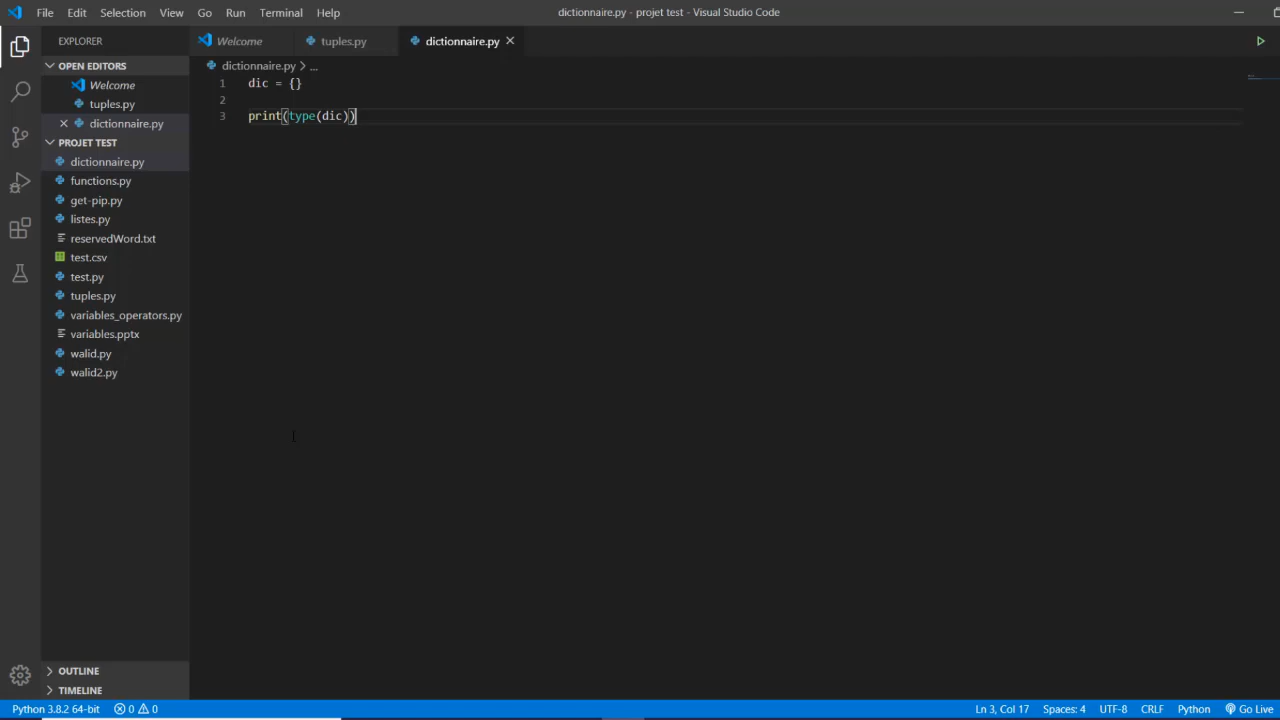 File Edit Selection View Go Run Terminal Help
dictionnaire.py - projet test - Visual Studio Code
EXPLORER
OPEN EDITORS
Welcome
tuples.py
dictionnaire.py
PROJET TEST
dictionnaire.py
functions.py
get-pip.py
listes.py
reservedWord.txt
test.csv
test.py
tuples.py
variables_operators.py
variables.pptx
walid.py
walid2.py
OUTLINE
TIMELINE
Welcome tuples.py dictionnaire.py
dictionnaire.py > ...
1 dic = {}
2
3 print(type(dic))
Python 3.8.2 64-bit 0 0 Ln 3, Col 17 Spaces: 4 UTF-8 CRLF Python Go Live